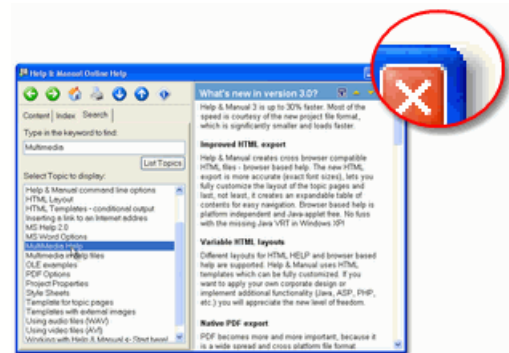 Help & Manual Online Help
Content Index Search
Type in the keyword to find:
Multimedia
List Topics
Select Topic to display:
Help & Manual command line options
HTML Layout
HTML Templates - conditional output
Inserting a link to an Internet addres
MS Help 2.0
MS Word Options
MultiMedia Help
Multimedia in help files
OLE examples
PDF Options
Project Properties
Style Sheets
Template for topic pages
Templates with external images
Using audio files (WAV)
Using video files (AVI)
Working with Help & Manual 4- Start here!
What's new in version 3.0?
Help & Manual 3 is up to 30% faster. Most of the
speed is courtesy of the new project file format,
which is significantly smaller and loads faster.
Improved HTML export
Help & Manual creates cross browser compatible
HTML files - browser based help. The new HTML
export is more accurate (exact font sizes), lets you
fully customize the layout of the topic pages and
last, not least, it creates an expandable table of
contents for easy navigation. Browser based help is
platform independent and Java-applet free. No fuss
with the missing Java VRT in Windows XP!
Variable HTML layouts
Different layouts for HTML HELP and browser based
help are supported. Help & Manual uses HTML
templates which can be fully customized. If you
want to apply your own corporate design or
implement additional functionality (Java, ASP, PHP,
etc.) you will appreciate the new level of freedom.
Native PDF export
PDF becomes more and more important, because it
is a wide spread and cross platform file format